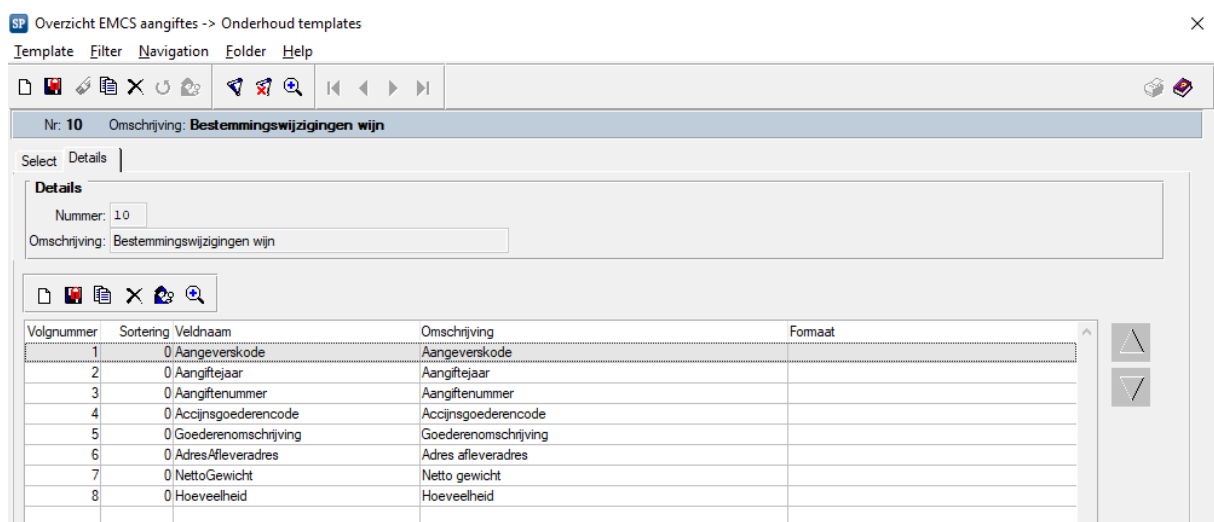 SP Overzicht EMCS aangiftes -> Onderhoud templates
Template Filter Navigation Folder Help
Nr: 10 Omschrijving: Bestemmingswijzigingen wijn
Select Details
Details
Nummer: 10
Omschrijving: Bestemmingswijzigingen wijn
Volgnummer Sortering Veldnaam Omschrijving Formaat
1 0 Aangeverskode Aangeverskode
2 0 Aangiftejaar Aangiftejaar
3 0 Aangiftenummer Aangiftenummer
4 0 Accijnsgoederencode Accijnsgoederencode
5 0 Goederenomschrijving Goederenomschrijving
6 0 AdresAfleveradres Adres afleveradres
7 0 NettoGewicht Netto gewicht
8 0 Hoeveelheid Hoeveelheid